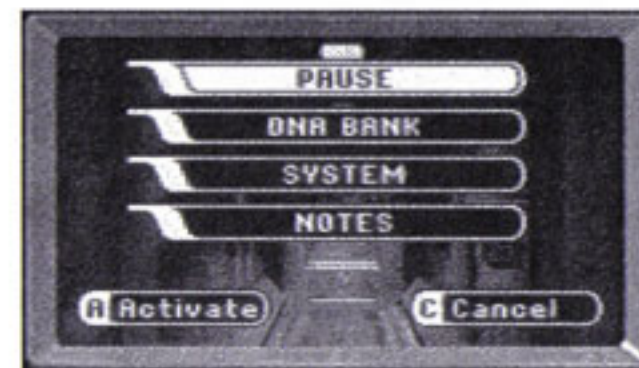 PAUSE
DNA BANK
SYSTEM
NOTES
A Activate
C Cancel